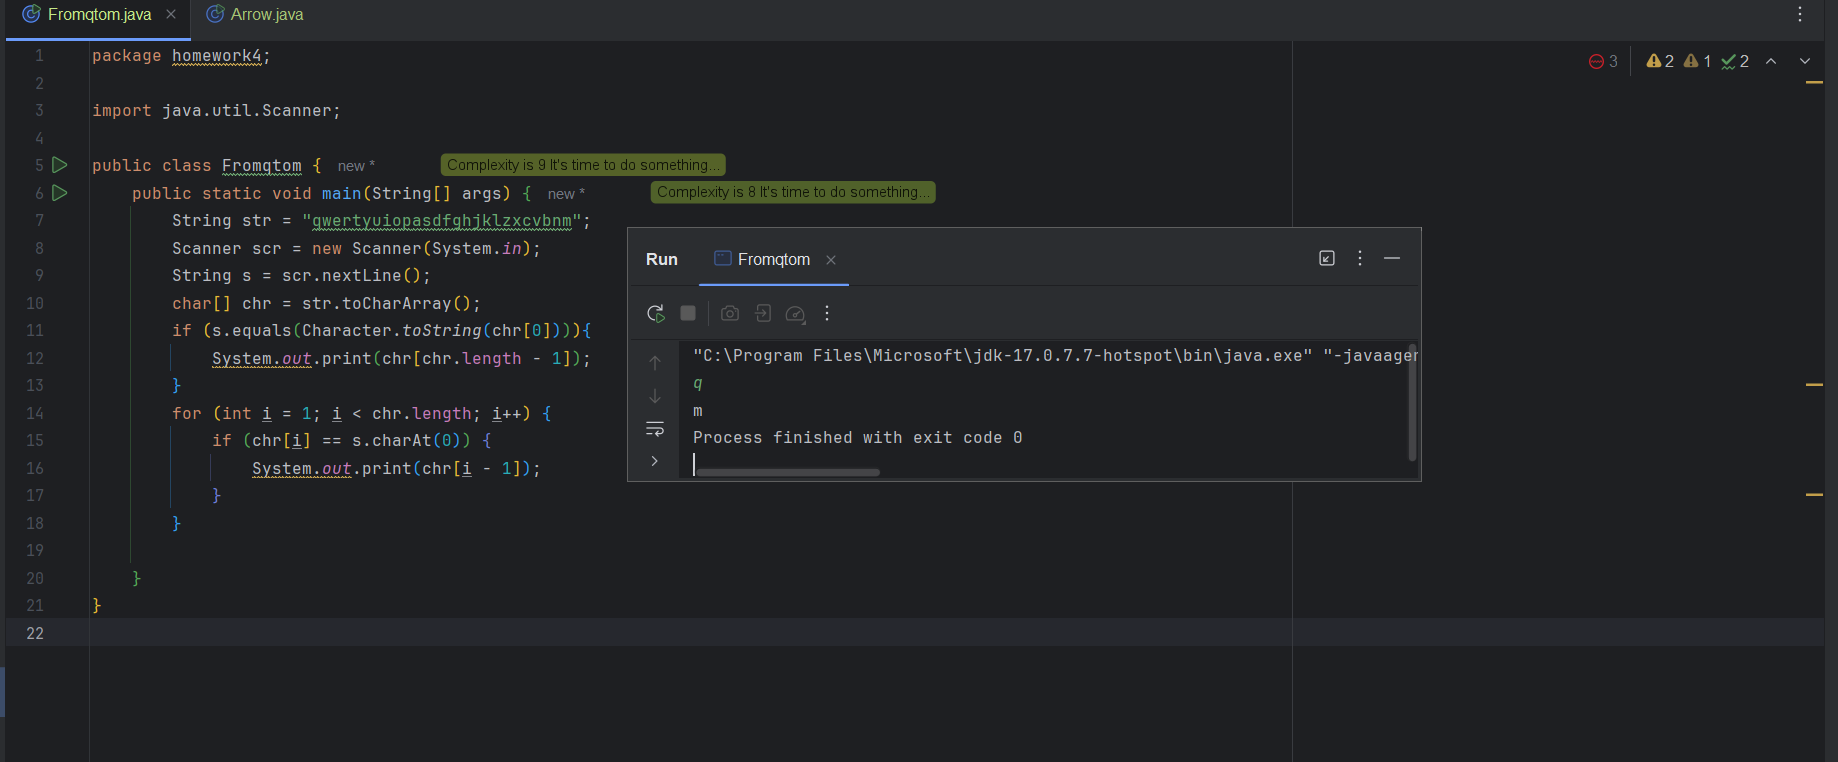 Fromqtom.java Arrow.java
1 package homework4;
3 2 1 2
2
3 import java.util.Scanner;
4
5 public class Fromqtom { new * Complexity is 9 It's time to do something...
6 public static void main(String[] args) { new * Complexity is 8 It's time to do something...
7 String str = "qwertyuiopasdfghjklzxcvbnm";
8 Scanner scr = new Scanner(System.in);
9 String s = scr.nextLine();
10 char[] chr = str.toCharArray();
11 if (s.equals(Character.toString(chr[0]))){
12 System.out.print(chr[chr.length - 1]);
13 }
14 for (int i = 1; i < chr.length; i++) {
15 if (chr[i] == s.charAt(0)) {
16 System.out.print(chr[i - 1]);
17 }
18 }
19
20 }
21 }
22
Run Fromqtom
"C:\Program Files\Microsoft\jdk-17.0.7.7-hotspot\bin\java.exe" "-javaager
q
m
Process finished with exit code 0